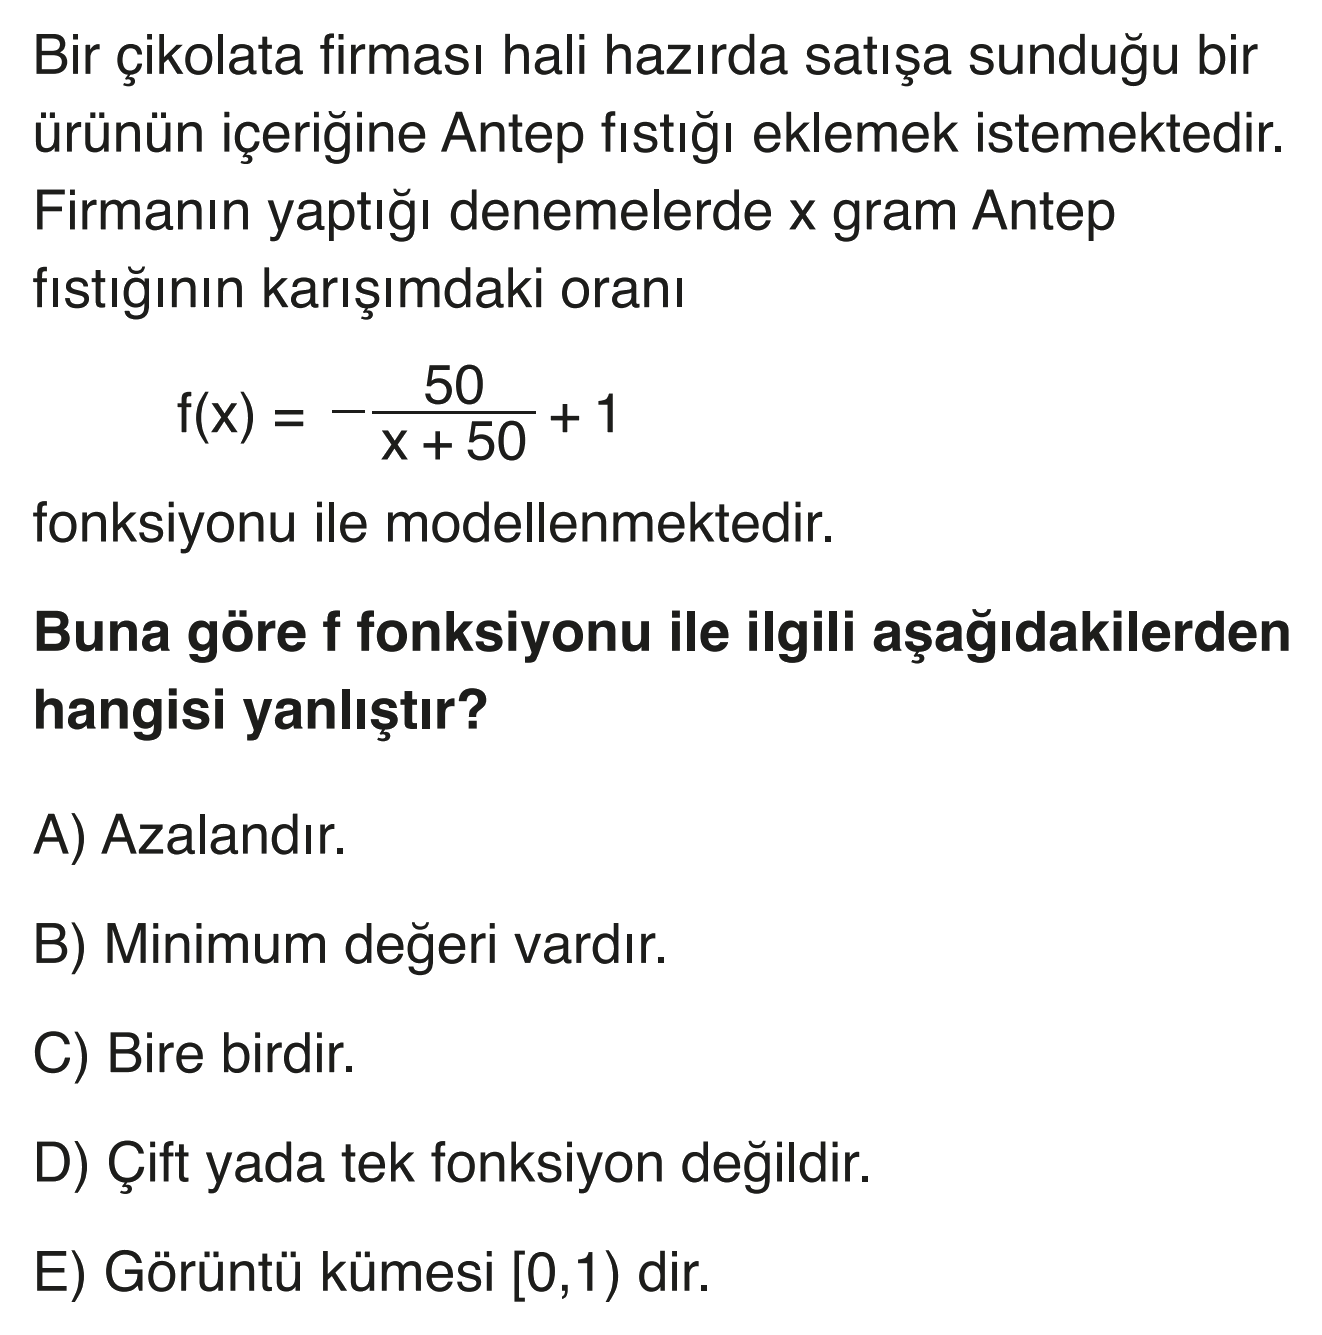 Bir çikolata firması hali hazırda satışa sunduğu bir
ürünün içeriğine Antep fıstığı eklemek istemektedir.
Firmanın yaptığı denemelerde x gram Antep
fıstığının karışımdaki oranı
f(x) = −50/(x + 50) + 1
fonksiyonu ile modellenmektedir.
Buna göre f fonksiyonu ile ilgili aşağıdakilerden
hangisi yanlıştır?
A) Azalandır.
B) Minimum değeri vardır.
C) Bire birdir.
D) Çift yada tek fonksiyon değildir.
E) Görüntü kümesi [0,1) dir.